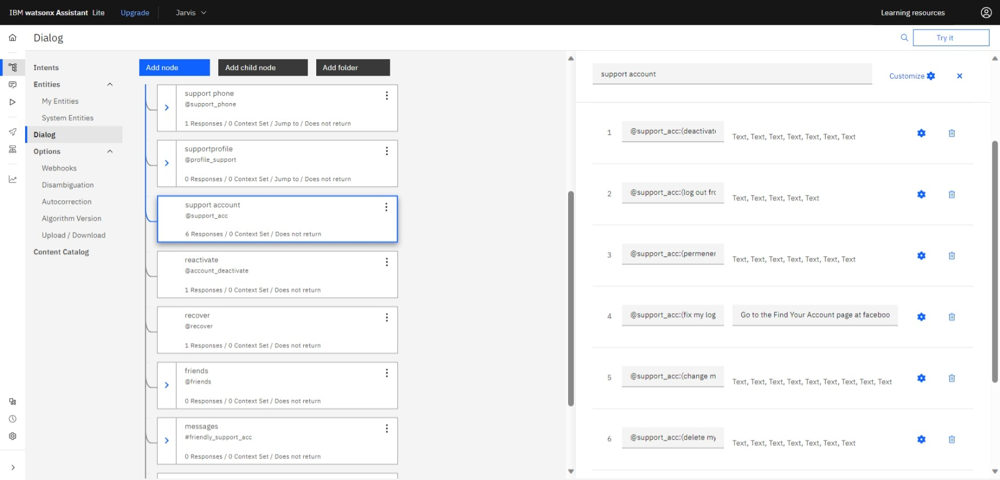 IBM watsonx Assistant Lite Upgrade Jarvis Learning resources
Dialog Try it
Intents
Entities
My Entities
System Entities
Dialog
Options
Webhooks
Disambiguation
Autocorrection
Algorithm Version
Upload / Download
Content Catalog
Add node Add child node Add folder
support phone
@support_phone
1 Responses / 0 Context Set / Jump to / Does not return
supportprofile
@profile_support
0 Responses / 0 Context Set / Jump to / Does not return
support account
@support_acc
6 Responses / 0 Context Set / Does not return
reactivate
@account_deactivate
1 Responses / 0 Context Set / Does not return
recover
@recover
1 Responses / 0 Context Set / Does not return
friends
@friends
0 Responses / 0 Context Set / Does not return
messages
#friendly_support_acc
0 Responses / 0 Context Set / Does not return
support account Customize
1 @support_acc:(deactivate Text, Text, Text, Text, Text, Text, Text
2 @support_acc:(log out fro Text, Text, Text, Text, Text
3 @support_acc:(permener Text, Text, Text, Text, Text, Text, Text
4 @support_acc:(fix my log Go to the Find Your Account page at faceboo
5 @support_acc:(change m Text, Text, Text, Text, Text, Text, Text, Text, Text
6 @support_acc:(delete my Text, Text, Text, Text, Text, Text, Text